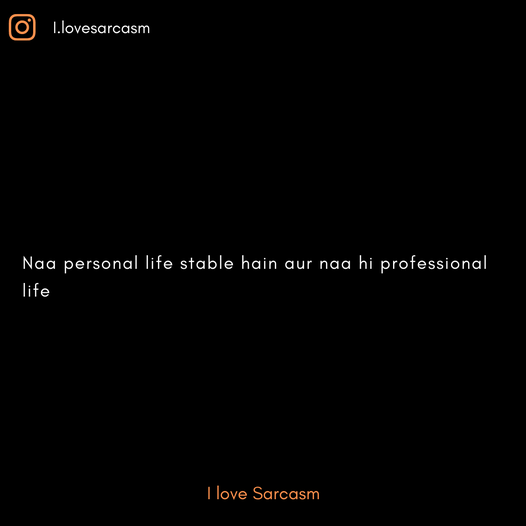 I.lovesarcasm
Naa personal life stable hain aur naa hi professional
life
I love Sarcasm